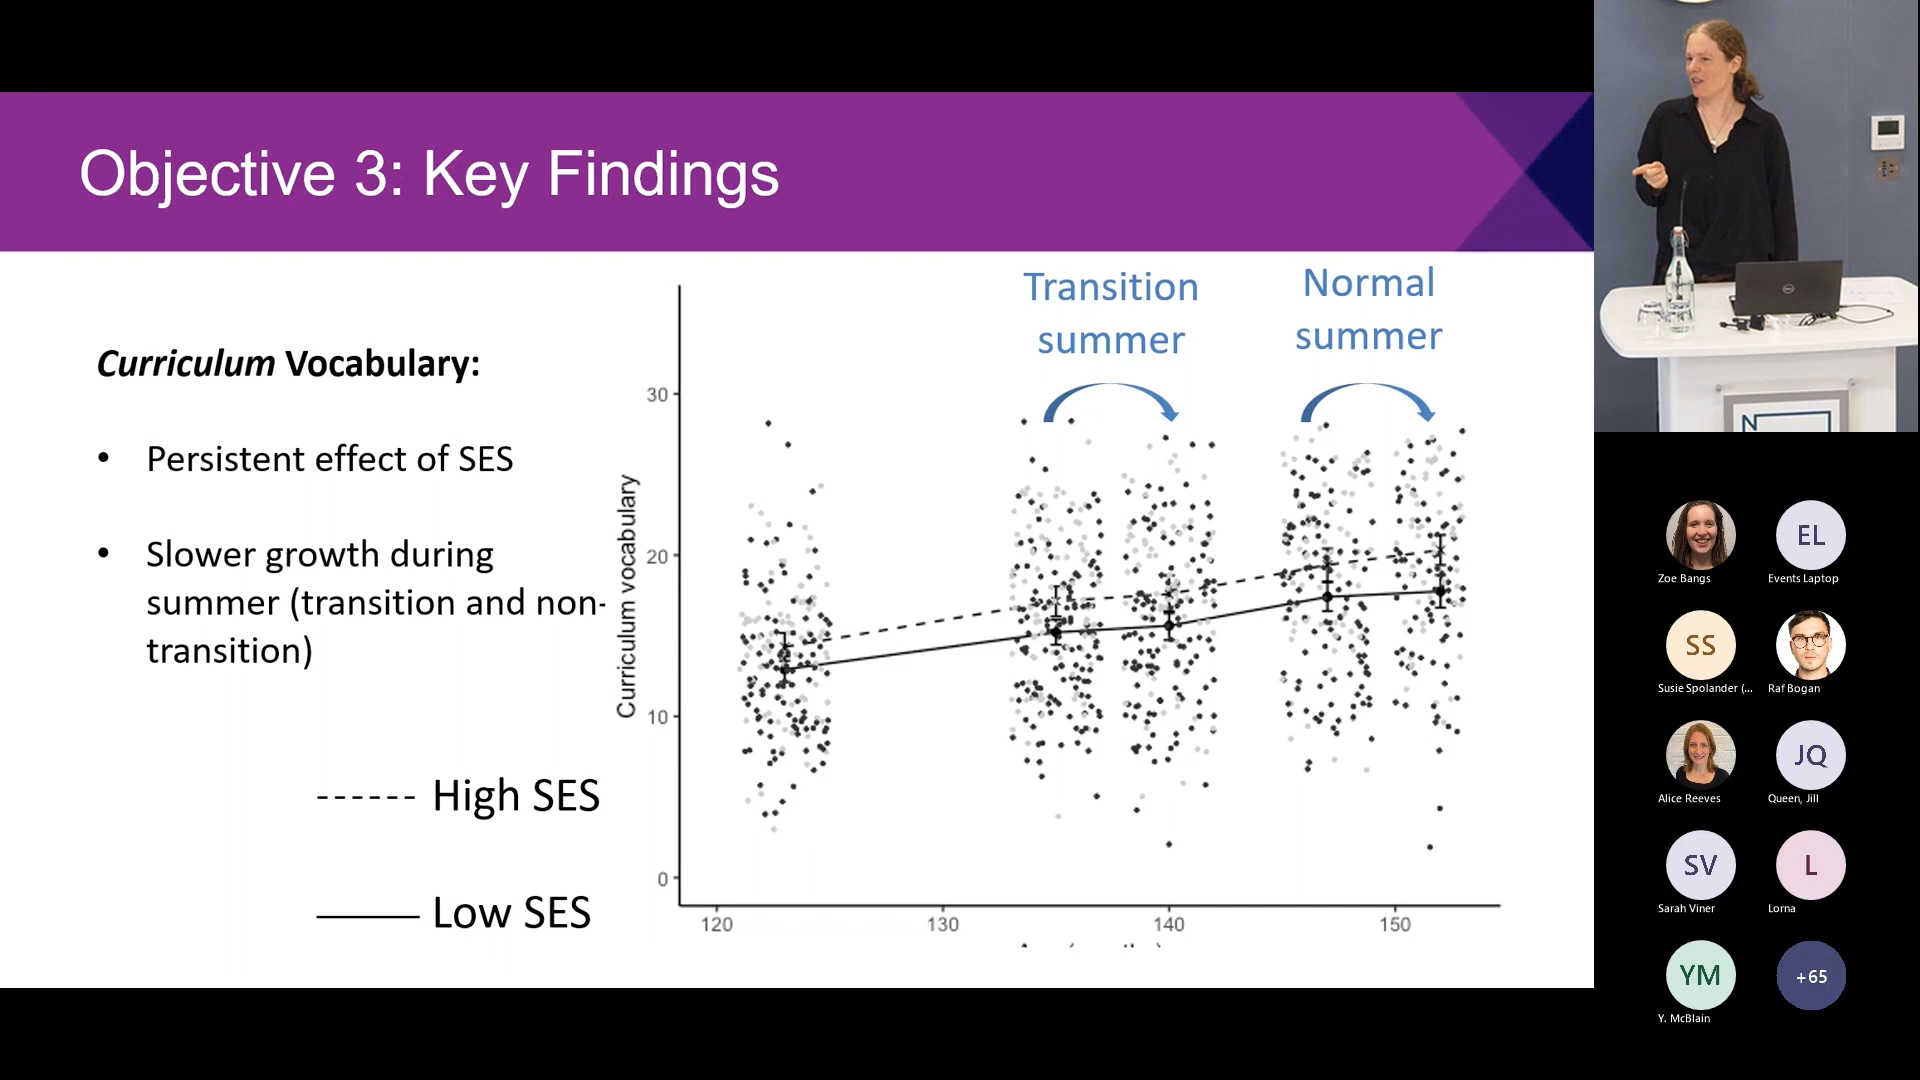 Objective 3: Key Findings
Curriculum Vocabulary:
• Persistent effect of SES
• Slower growth during
summer (transition and non-
transition)
------ High SES
Low SES
Transition
summer
Normal
summer
Curriculum vocabulary
30
20
10
0
120
130
140
150
N
Zoe Bangs
EL
Events Laptop
SS
Susie Spolander (...
Raf Bogan
Alice Reeves
JQ
Queen, Jill
SV
Sarah Viner
L
Lorna
YM
Y. McBlain
+65